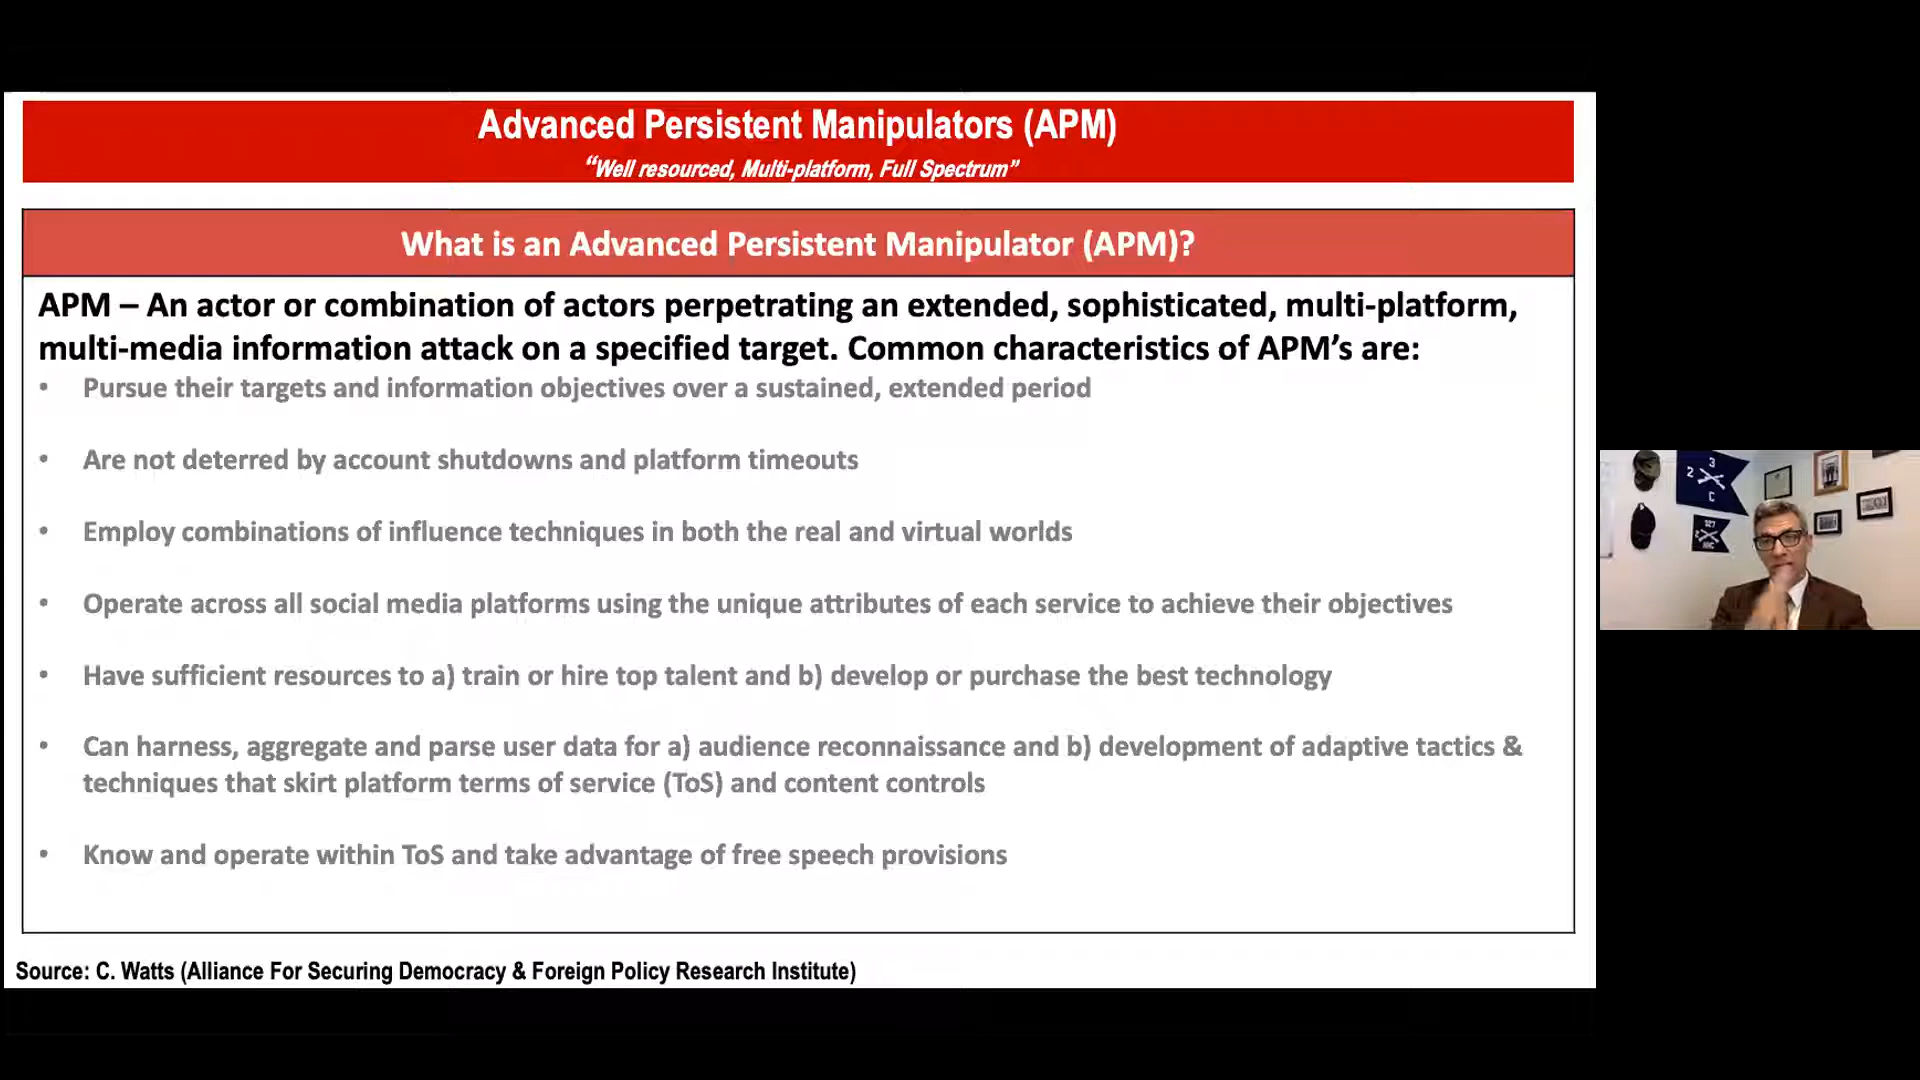 Advanced Persistent Manipulators (APM)
“Well resourced, Multi-platform, Full Spectrum”
What is an Advanced Persistent Manipulator (APM)?
APM – An actor or combination of actors perpetrating an extended, sophisticated, multi-platform,
multi-media information attack on a specified target. Common characteristics of APM’s are:
• Pursue their targets and information objectives over a sustained, extended period
• Are not deterred by account shutdowns and platform timeouts
• Employ combinations of influence techniques in both the real and virtual worlds
• Operate across all social media platforms using the unique attributes of each service to achieve their objectives
• Have sufficient resources to a) train or hire top talent and b) develop or purchase the best technology
• Can harness, aggregate and parse user data for a) audience reconnaissance and b) development of adaptive tactics &
techniques that skirt platform terms of service (ToS) and content controls
• Know and operate within ToS and take advantage of free speech provisions
Source: C. Watts (Alliance For Securing Democracy & Foreign Policy Research Institute)
3
2
C
327
2
HHC